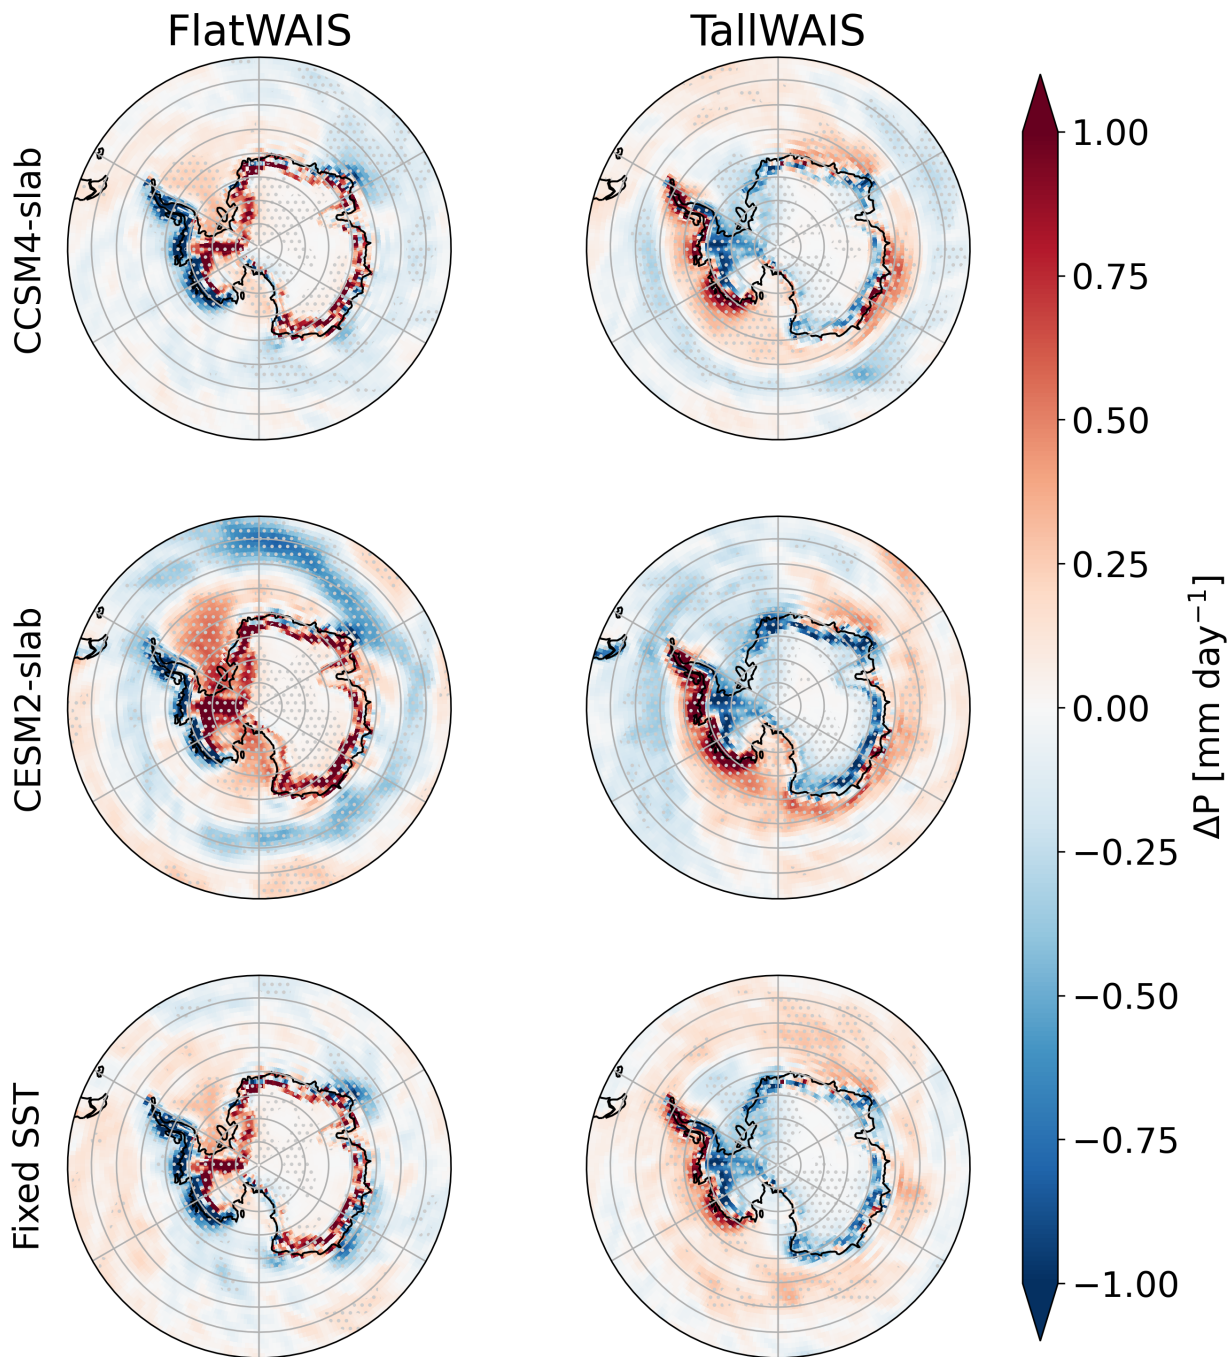 FlatWAIS
TallWAIS
CCSM4-slab
CESM2-slab
Fixed SST
1.00
0.75
0.50
0.25
0.00
−0.25
−0.50
−0.75
−1.00
ΔP [mm day⁻¹]